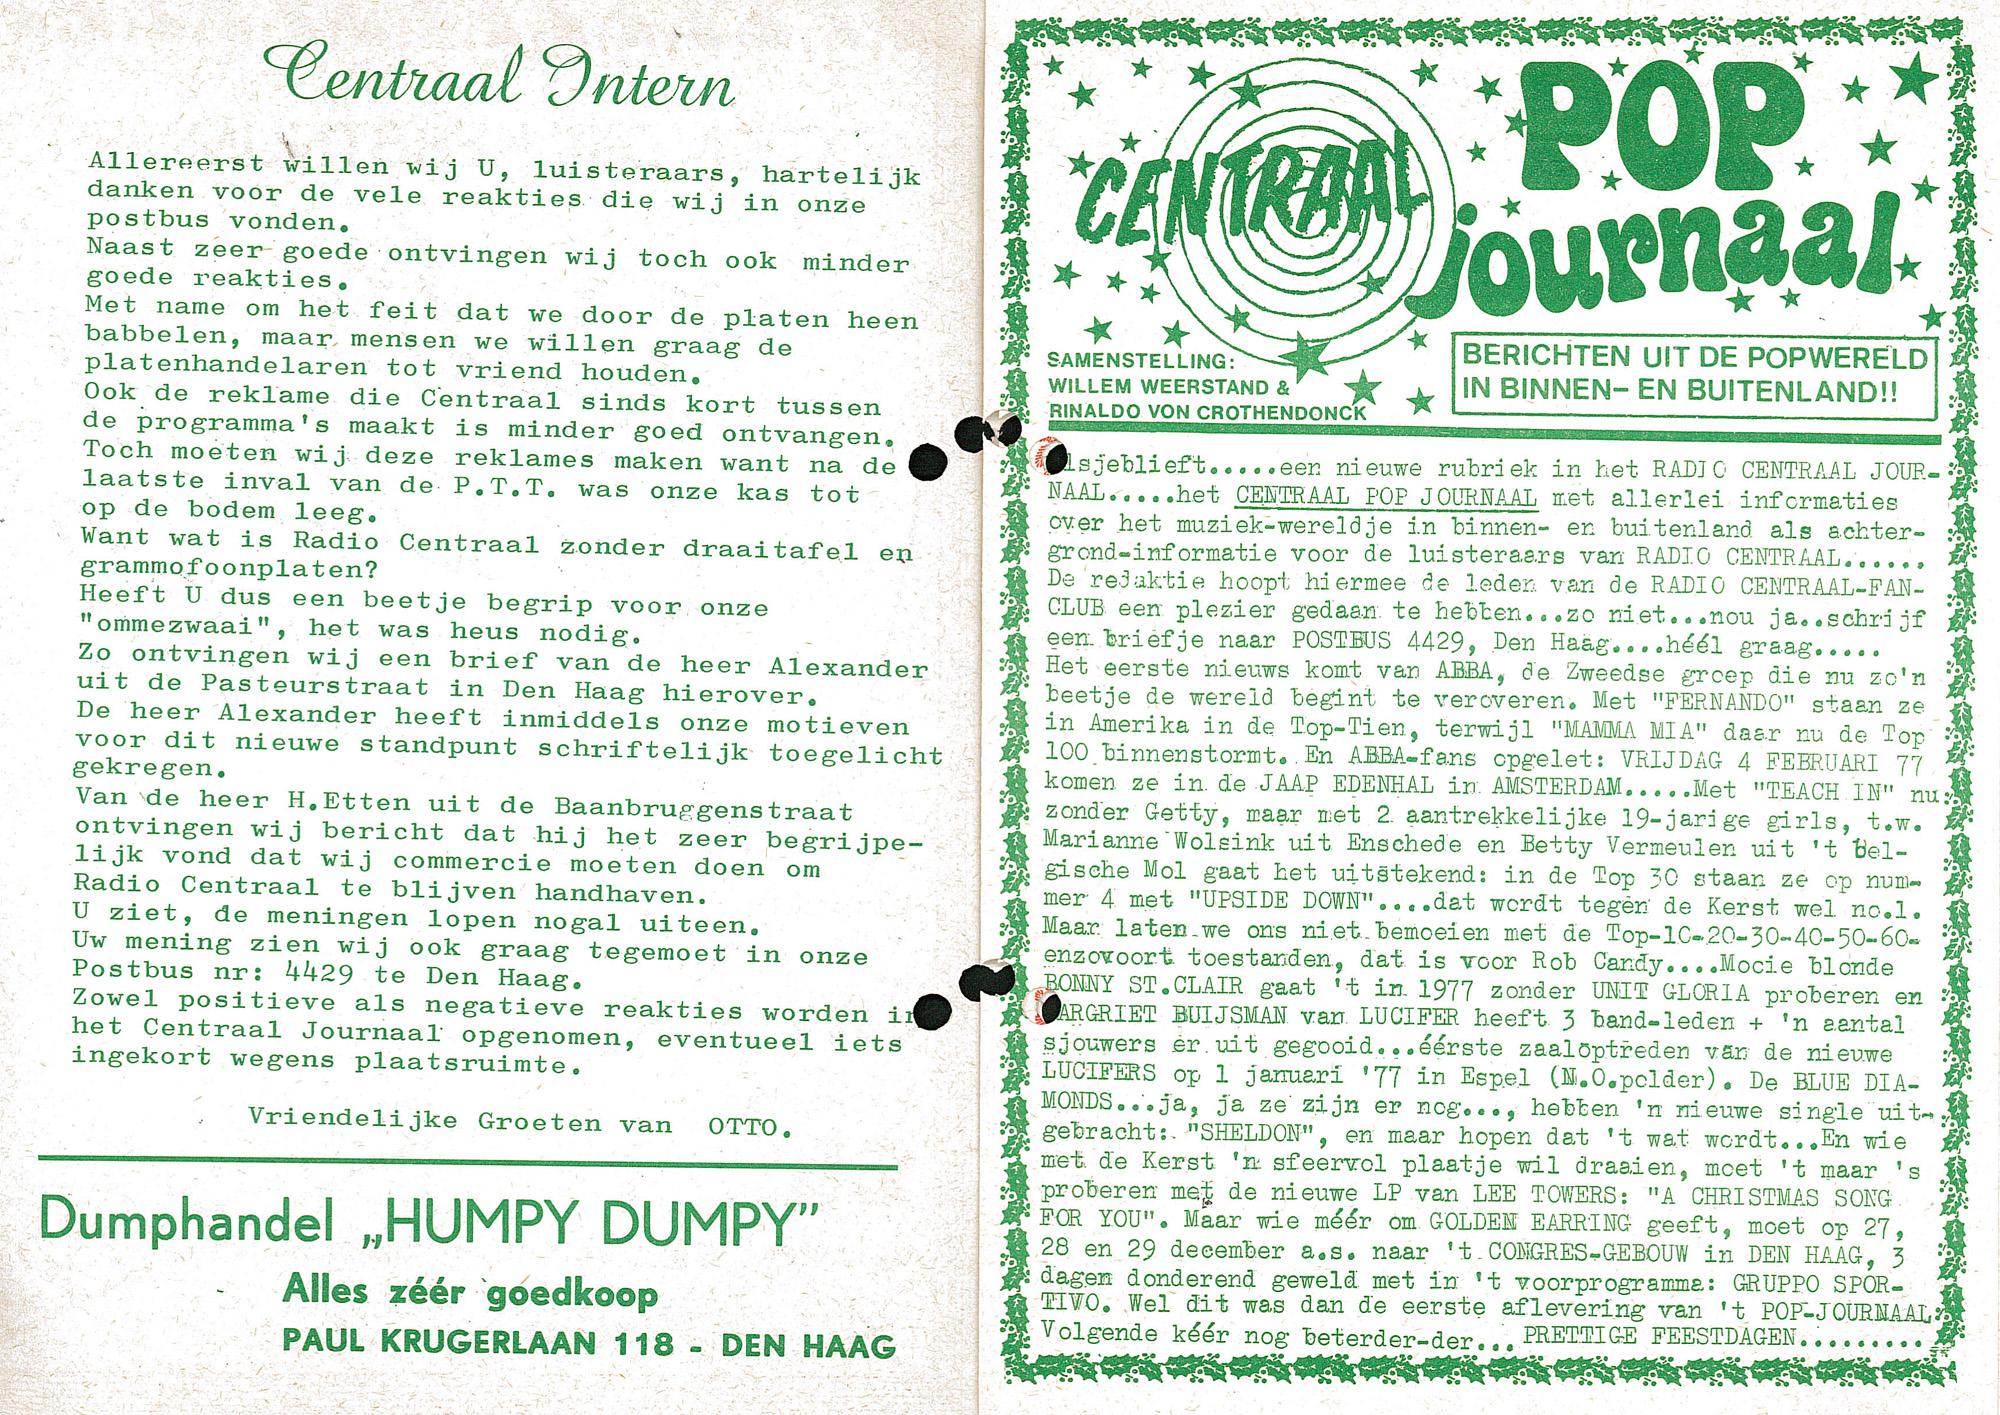 Centraal Intern
Allereerst willen wij U, luisteraars, hartelijk
danken voor de vele reakties die wij in onze
postbus vonden.
Naast zeer goede ontvingen wij toch ook minder
goede reakties.
Met name om het feit dat we door de platen heen
babbelen, maar mensen we willen graag de
platenhandelaren tot vriend houden.
Ook de reklame die Centraal sinds kort tussen
de programma's maakt is minder goed ontvangen.
Toch moeten wij deze reklames maken want na de
laatste inval van de P.T.T. was onze kas tot
op de bodem leeg.
Want wat is Radio Centraal zonder draaitafel en
grammofoonplaten?
Heeft U dus een beetje begrip voor onze
"ommezwaai", het was heus nodig.
Zo ontvingen wij een brief van de heer Alexander
uit de Pasteurstraat in Den Haag hierover.
De heer Alexander heeft inmiddels onze motieven
voor dit nieuwe standpunt schriftelijk toegelicht
gekregen.
Van de heer H.Etten uit de Baanbruggenstraat
ontvingen wij bericht dat hij het zeer begrijpe-
lijk vond dat wij commercie moeten doen om
Radio Centraal te blijven handhaven.
U ziet, de meningen lopen nogal uiteen.
Uw mening zien wij ook graag tegemoet in onze
Postbus nr: 4429 te Den Haag.
Zowel positieve als negatieve reakties worden in
het Centraal Journaal opgenomen, eventueel iets
ingekort wegens plaatsruimte.
Vriendelijke Groeten van OTTO.
Dumphandel „HUMPY DUMPY"
Alles zéér goedkoop
PAUL KRUGERLAAN 118 - DEN HAAG
CENTRAAL
POP
journaal
SAMENSTELLING:
WILLEM WEERSTAND &
RINALDO VON CROTHENDONCK
BERICHTEN UIT DE POPWERELD
IN BINNEN- EN BUITENLAND!!
lsjeblieft.....een nieuwe rubriek in het RADIO CENTRAAL JOUR-
NAAL.....het CENTRAAL POP JOURNAAL met allerlei informaties
over het muziek-wereldje in binnen- en buitenland als achter-
grond-informatie voor de luisteraars van RADIO CENTRAAL......
De redaktie hoopt hiermee de leden van de RADIO CENTRAAL-FAN-
CLUB een plezier gedaan te hebben...zo niet...nou ja..schrijf
een briefje naar POSTBUS 4429, Den Haag....héél graag.....
Het eerste nieuws komt van ABBA, de Zweedse groep die nu zo'n
beetje de wereld begint te veroveren. Met "FERNANDO" staan ze
in Amerika in de Top-Tien, terwijl "MAMMA MIA" daar nu de Top
100 binnenstormt. En ABBA-fans opgelet: VRIJDAG 4 FEBRUARI 77
komen ze in de JAAP EDENHAL in AMSTERDAM.....Met "TEACH IN" nu
zonder Getty, maar met 2 aantrekkelijke 19-jarige girls, t.w.
Marianne Wolsink uit Enschede en Betty Vermeulen uit 't Bel-
gische Mol gaat het uitstekend: in de Top 30 staan ze op num-
mer 4 met "UPSIDE DOWN"....dat wordt tegen de Kerst wel no.1.
Maar laten we ons niet bemoeien met de Top-10-20-30-40-50-60-
enzovoort toestanden, dat is voor Rob Candy....Mooie blonde
BONNY ST.CLAIR gaat 't in 1977 zonder UNIT GLORIA proberen en
ARGRIET BUIJSMAN van LUCIFER heeft 3 band-leden + 'n aantal
sjouwers er uit gegooid...éérste zaaloptreden van de nieuwe
LUCIFERS op 1 januari '77 in Espel (N.O.polder). De BLUE DIA-
MONDS...ja, ja ze zijn er nog..., hebben 'n nieuwe single uit-
gebracht: "SHELDON", en maar hopen dat 't wat wordt...En wie
met de Kerst 'n sfeervol plaatje wil draaien, moet 't maar 's
proberen met de nieuwe LP van LEE TOWERS: "A CHRISTMAS SONG
FOR YOU". Maar wie méér om GOLDEN EARRING geeft, moet op 27,
28 en 29 december a.s. naar 't CONGRES-GEBOUW in DEN HAAG, 3
dagen donderend geweld met in 't voorprogramma: GRUPPO SPOR-
TIVO. Wel dit was dan de eerste aflevering van 't POP-JOURNAAL
Volgende kéér nog beterder-der... PRETTIGE FEESTDAGEN.........